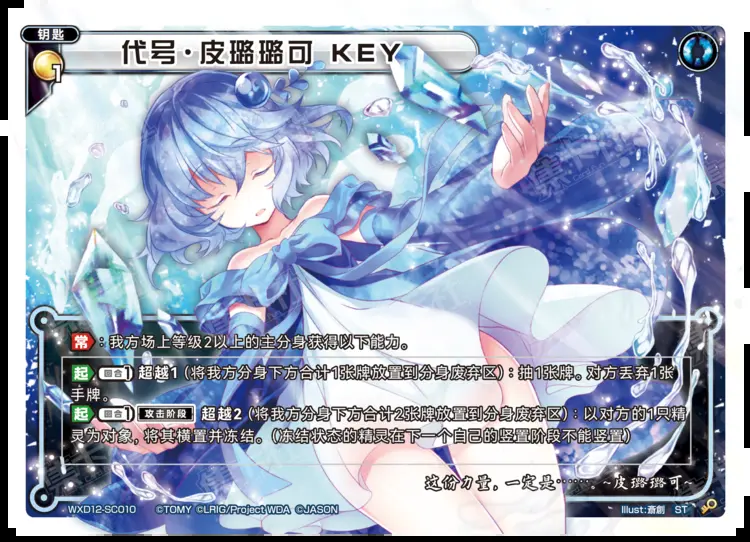 钥匙
1
代号·皮璐璐可 KEY
常：我方场上等级2以上的主分身获得以下能力。
起 回合1 超越1（将我方分身下方合计1张牌放置到分身废弃区）：抽1张牌。对方丢弃1张
手牌。
起 回合1 攻击阶段 超越2（将我方分身下方合计2张牌放置到分身废弃区）：以对方的1只精
灵为对象，将其横置并冻结。（冻结状态的精灵在下一个自己的竖置阶段不能竖置）
这份力量，一定是……。~皮璐璐可~
WXD12-SC010 ©TOMY ©LRIG/Project WDA ©JASON Illust:斎創 ST